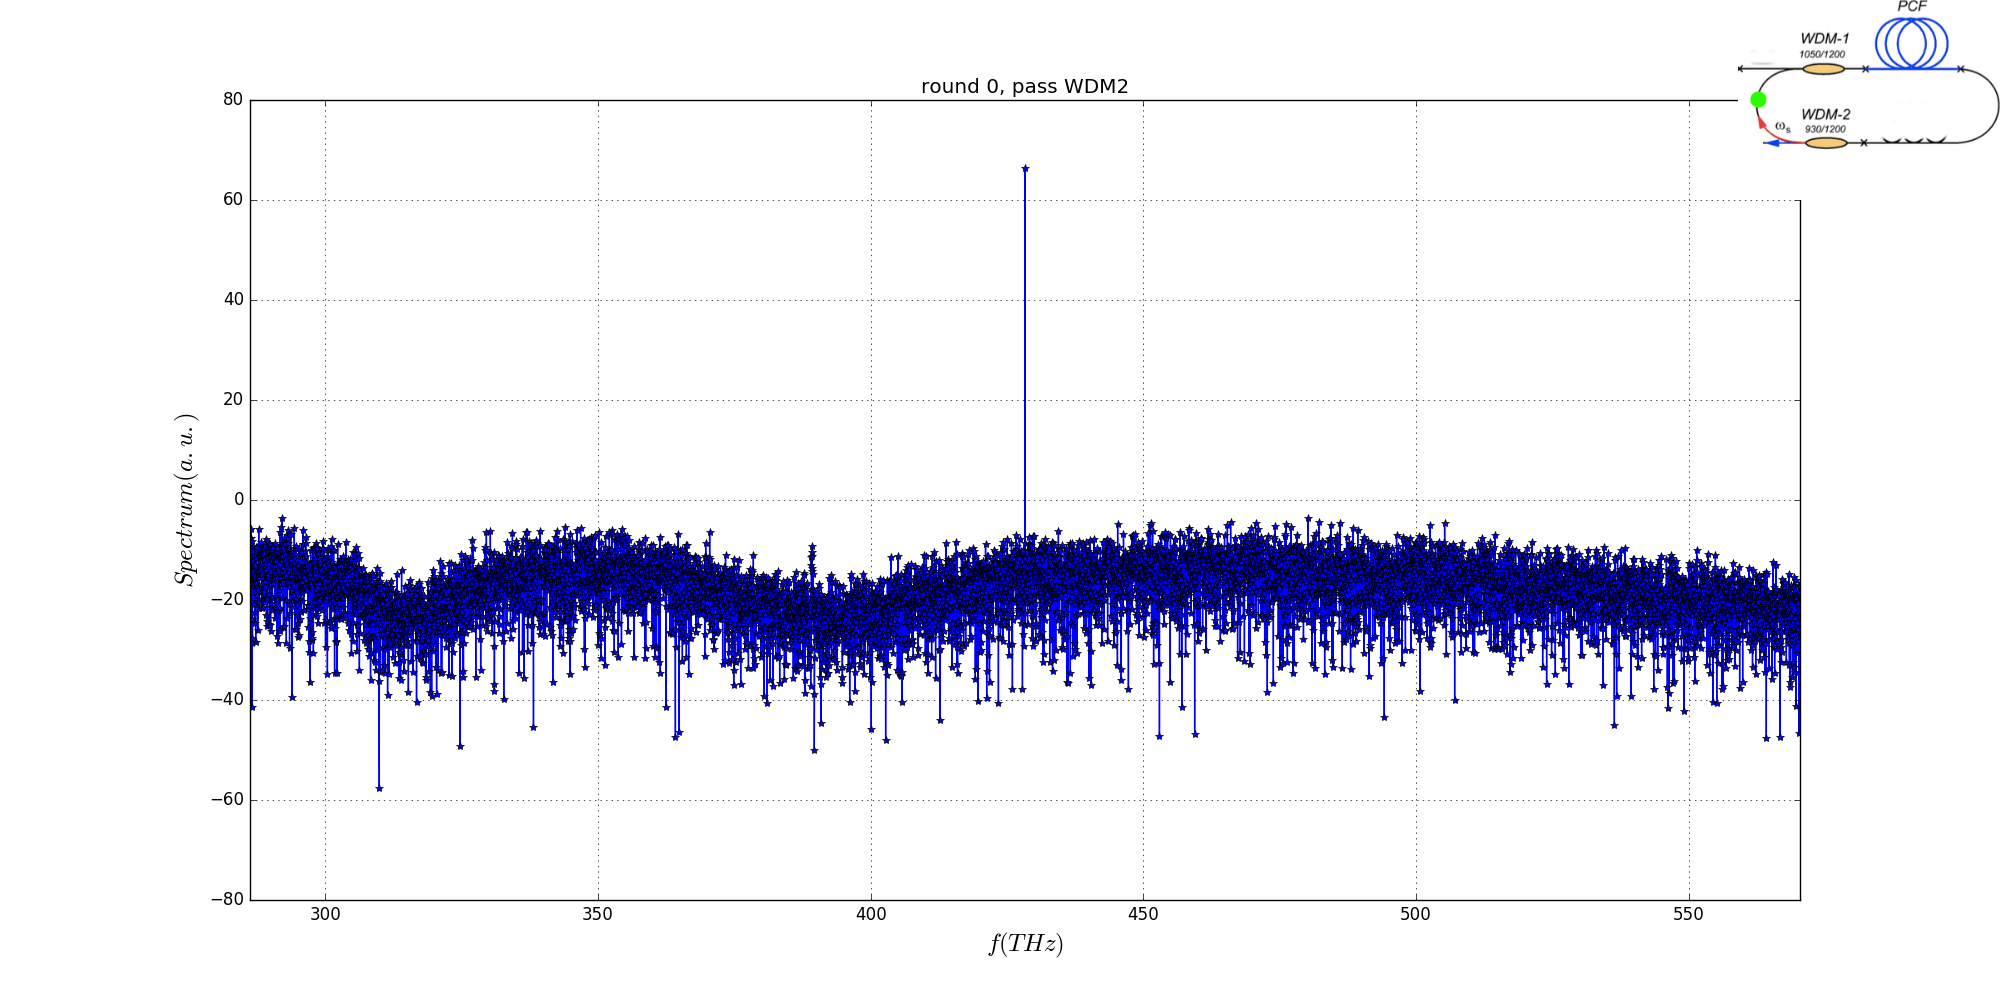 round 0, pass WDM2
PCF
WDM-1
1050/1200
WDM-2
930/1200
ωs
80
60
40
20
0
−20
−40
−60
−80
Spectrum(a. u. )
300
350
400
450
500
550
f(THz)